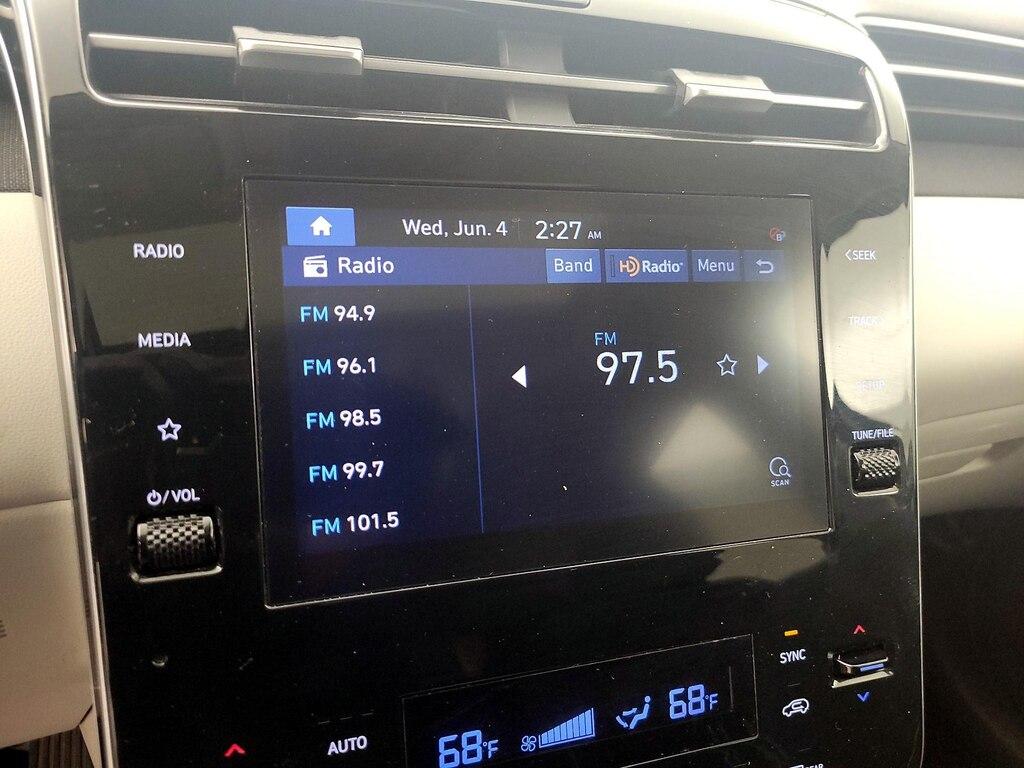 Wed, Jun. 4 2:27 AM
RADIO
Radio
Band
HD Radio
Menu
< SEEK
FM 94.9
MEDIA
FM 96.1
FM
97.5
TRACK >
SETUP
FM 98.5
FM 99.7
SCAN
TUNE/FILE
/VOL
FM 101.5
SYNC
AUTO
68°F
68°F